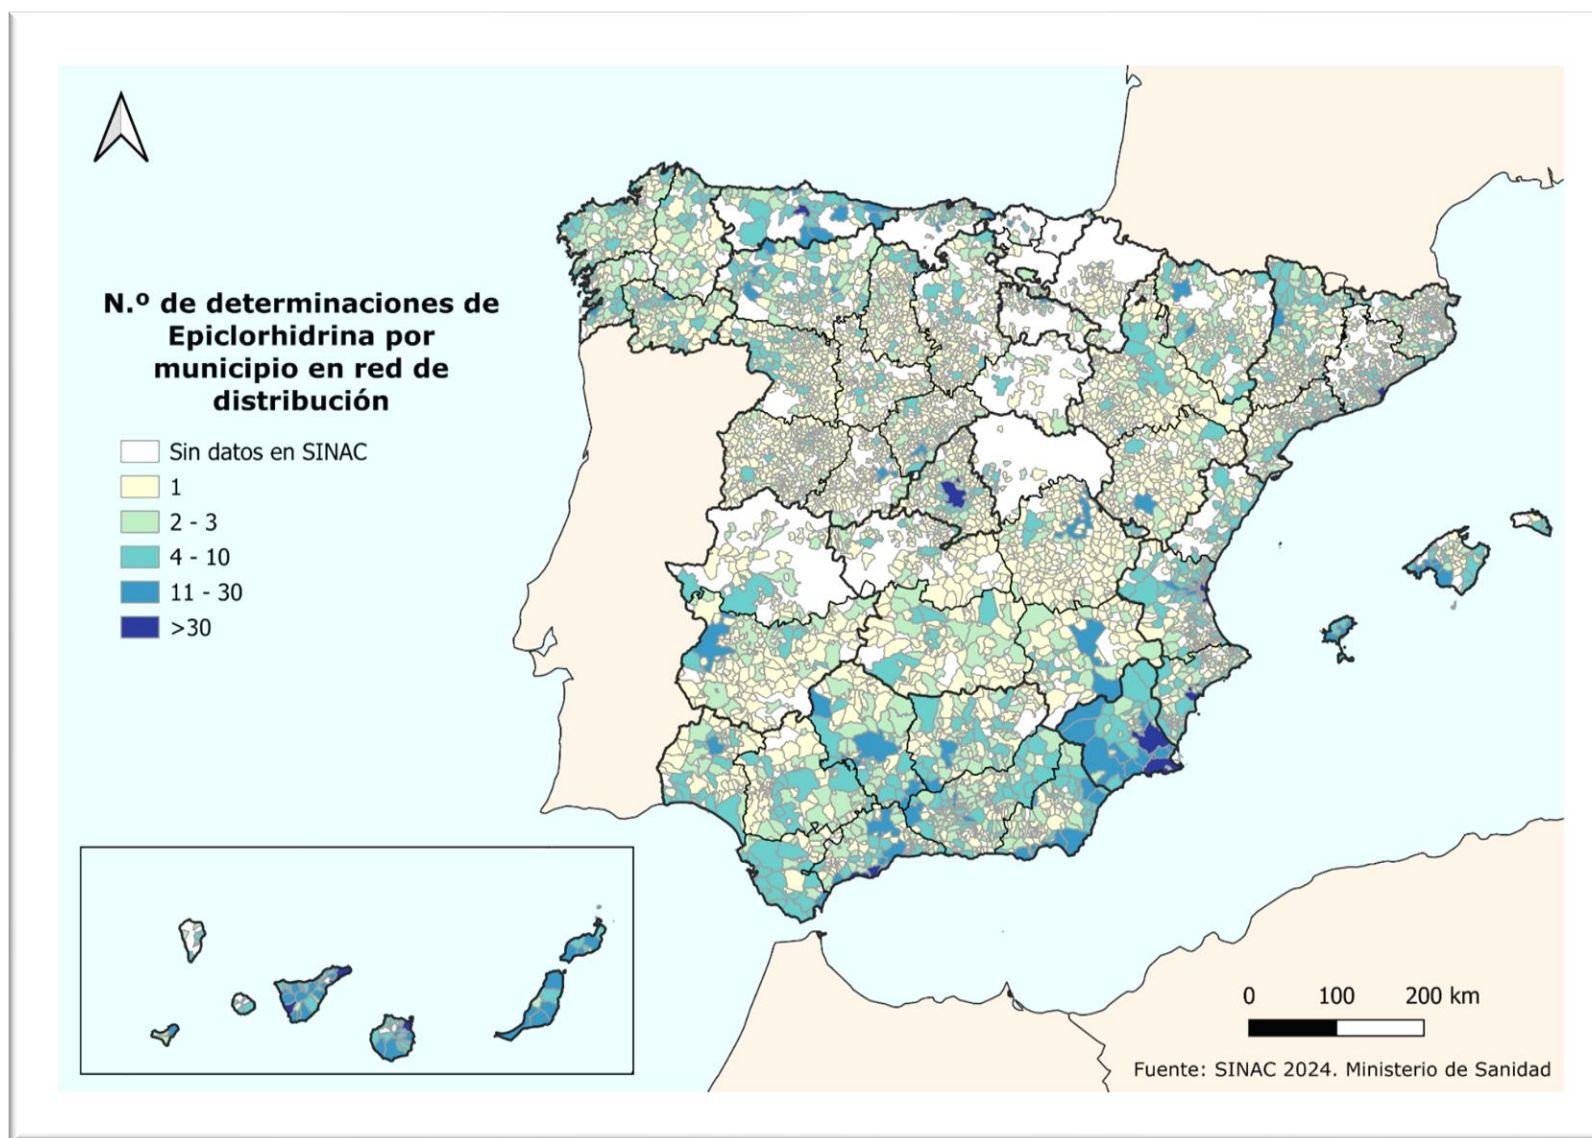 N.º de determinaciones de
Epiclorhidrina por
municipio en red de
distribución
Sin datos en SINAC
1
2 - 3
4 - 10
11 - 30
>30
0 100 200 km
Fuente: SINAC 2024. Ministerio de Sanidad